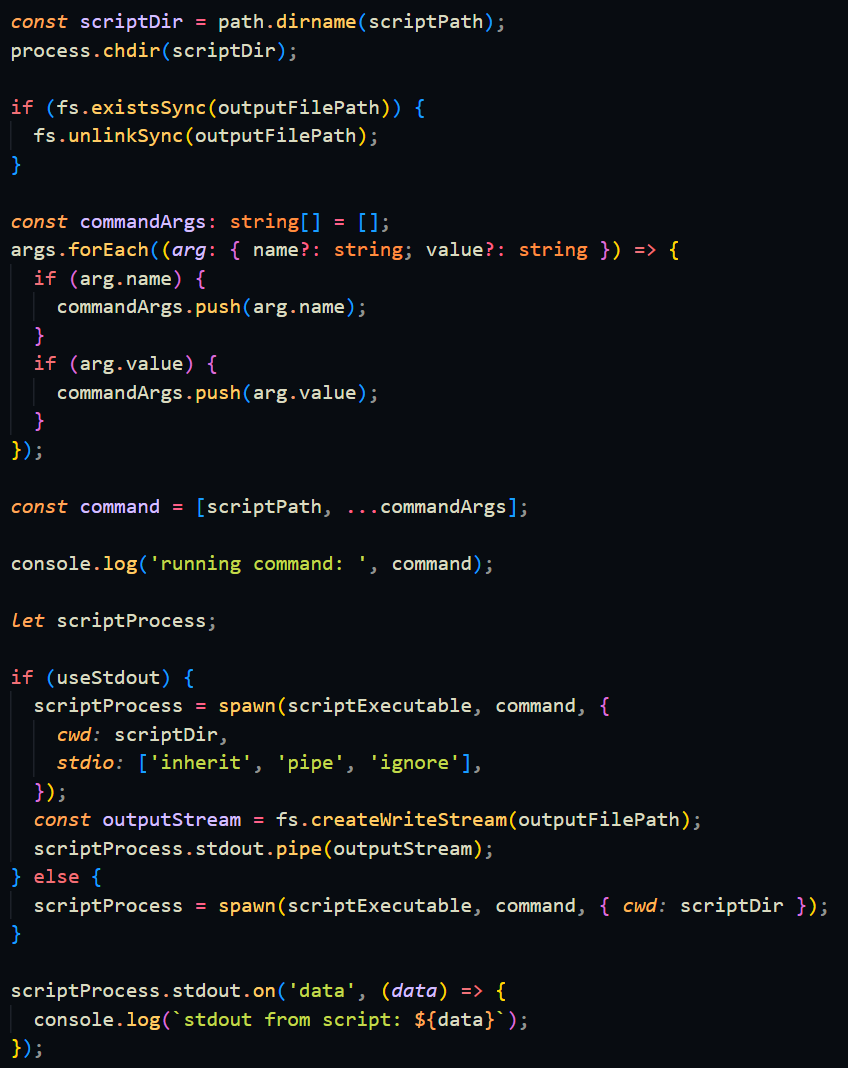 const scriptDir = path.dirname(scriptPath);
process.chdir(scriptDir);

if (fs.existsSync(outputFilePath)) {
  fs.unlinkSync(outputFilePath);
}

const commandArgs: string[] = [];
args.forEach((arg: { name?: string; value?: string }) => {
  if (arg.name) {
    commandArgs.push(arg.name);
  }
  if (arg.value) {
    commandArgs.push(arg.value);
  }
});

const command = [scriptPath, ...commandArgs];

console.log('running command: ', command);

let scriptProcess;

if (useStdout) {
  scriptProcess = spawn(scriptExecutable, command, {
    cwd: scriptDir,
    stdio: ['inherit', 'pipe', 'ignore'],
  });
  const outputStream = fs.createWriteStream(outputFilePath);
  scriptProcess.stdout.pipe(outputStream);
} else {
  scriptProcess = spawn(scriptExecutable, command, { cwd: scriptDir });
}

scriptProcess.stdout.on('data', (data) => {
  console.log(`stdout from script: ${data}`);
});